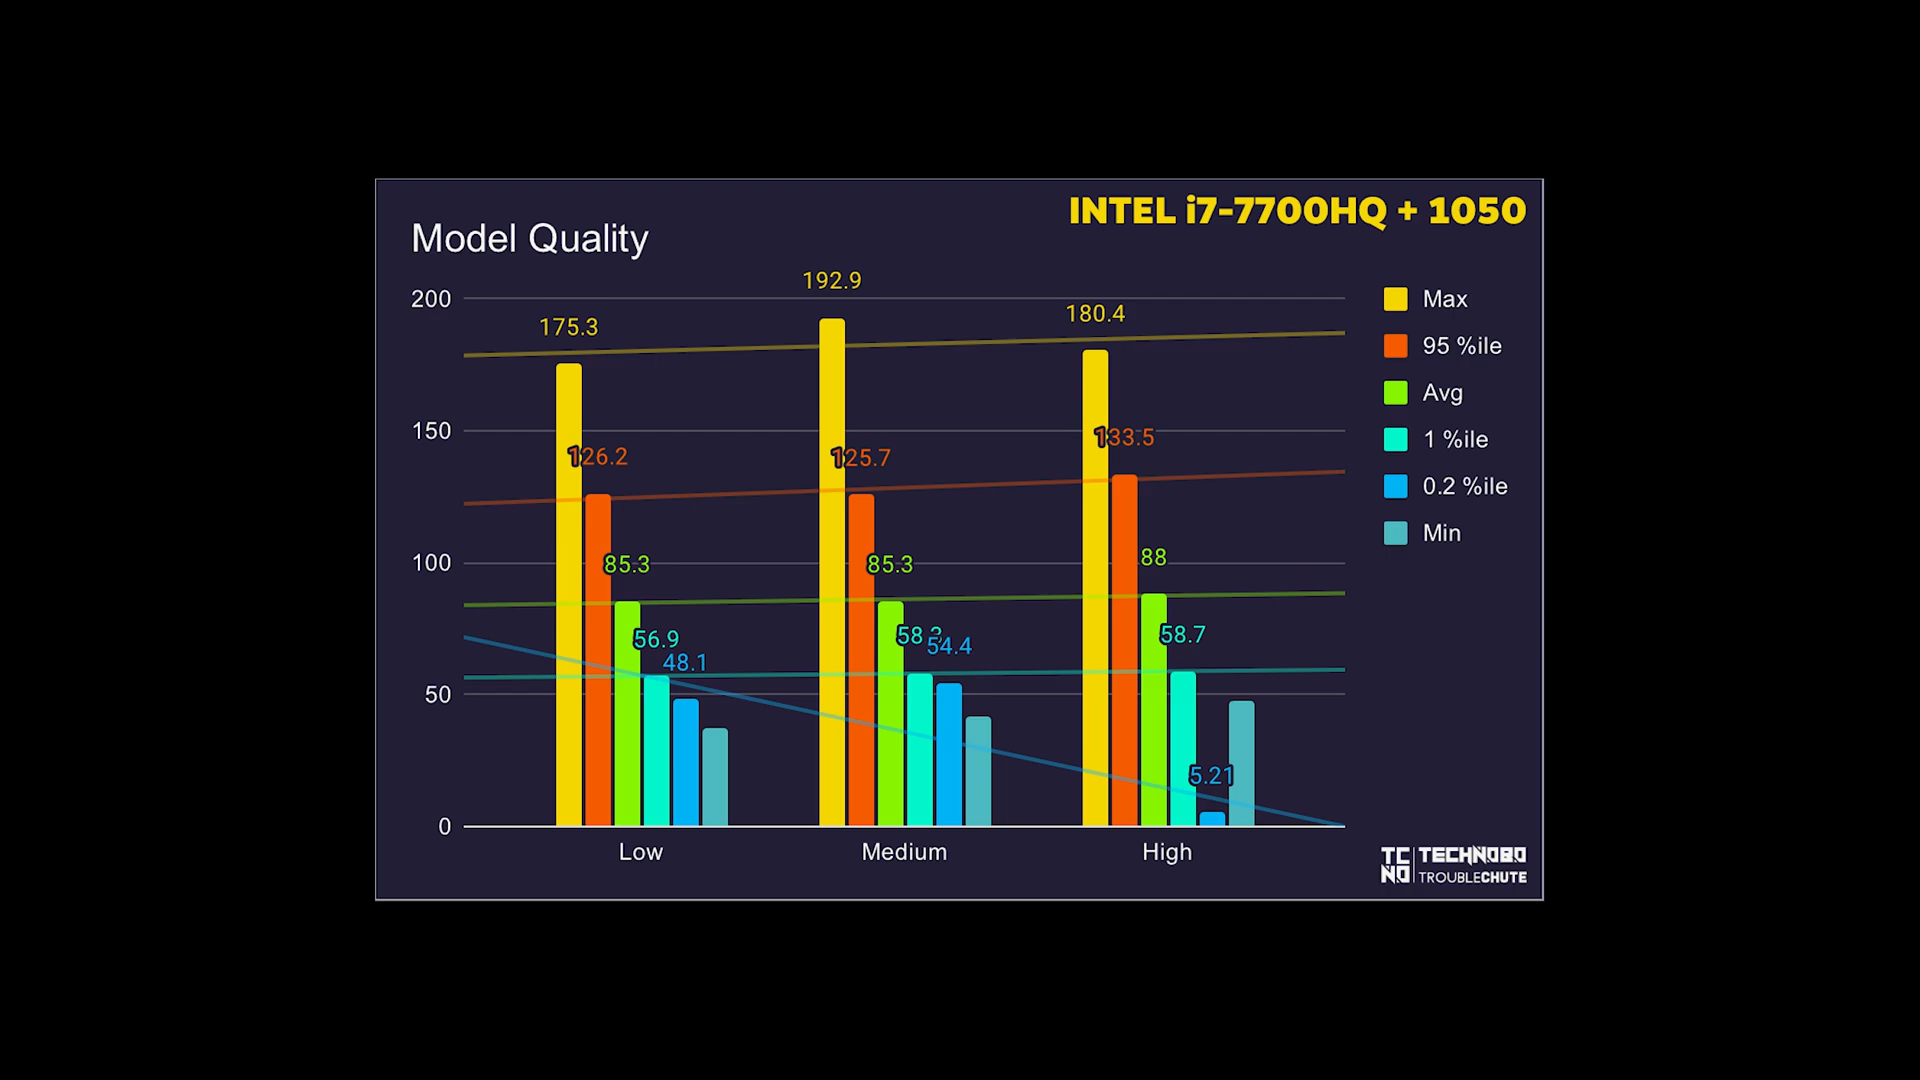 INTEL i7-7700HQ + 1050
Model Quality
200
150
100
50
0
175.3
126.2
85.3
56.9
48.1
192.9
125.7
85.3
54.4
180.4
133.5
88
58.7
5.21
Low
Medium
High
Max
95 %ile
Avg
1 %ile
0.2 %ile
Min
TC
NO
TECHNOBO
TROUBLECHUTE